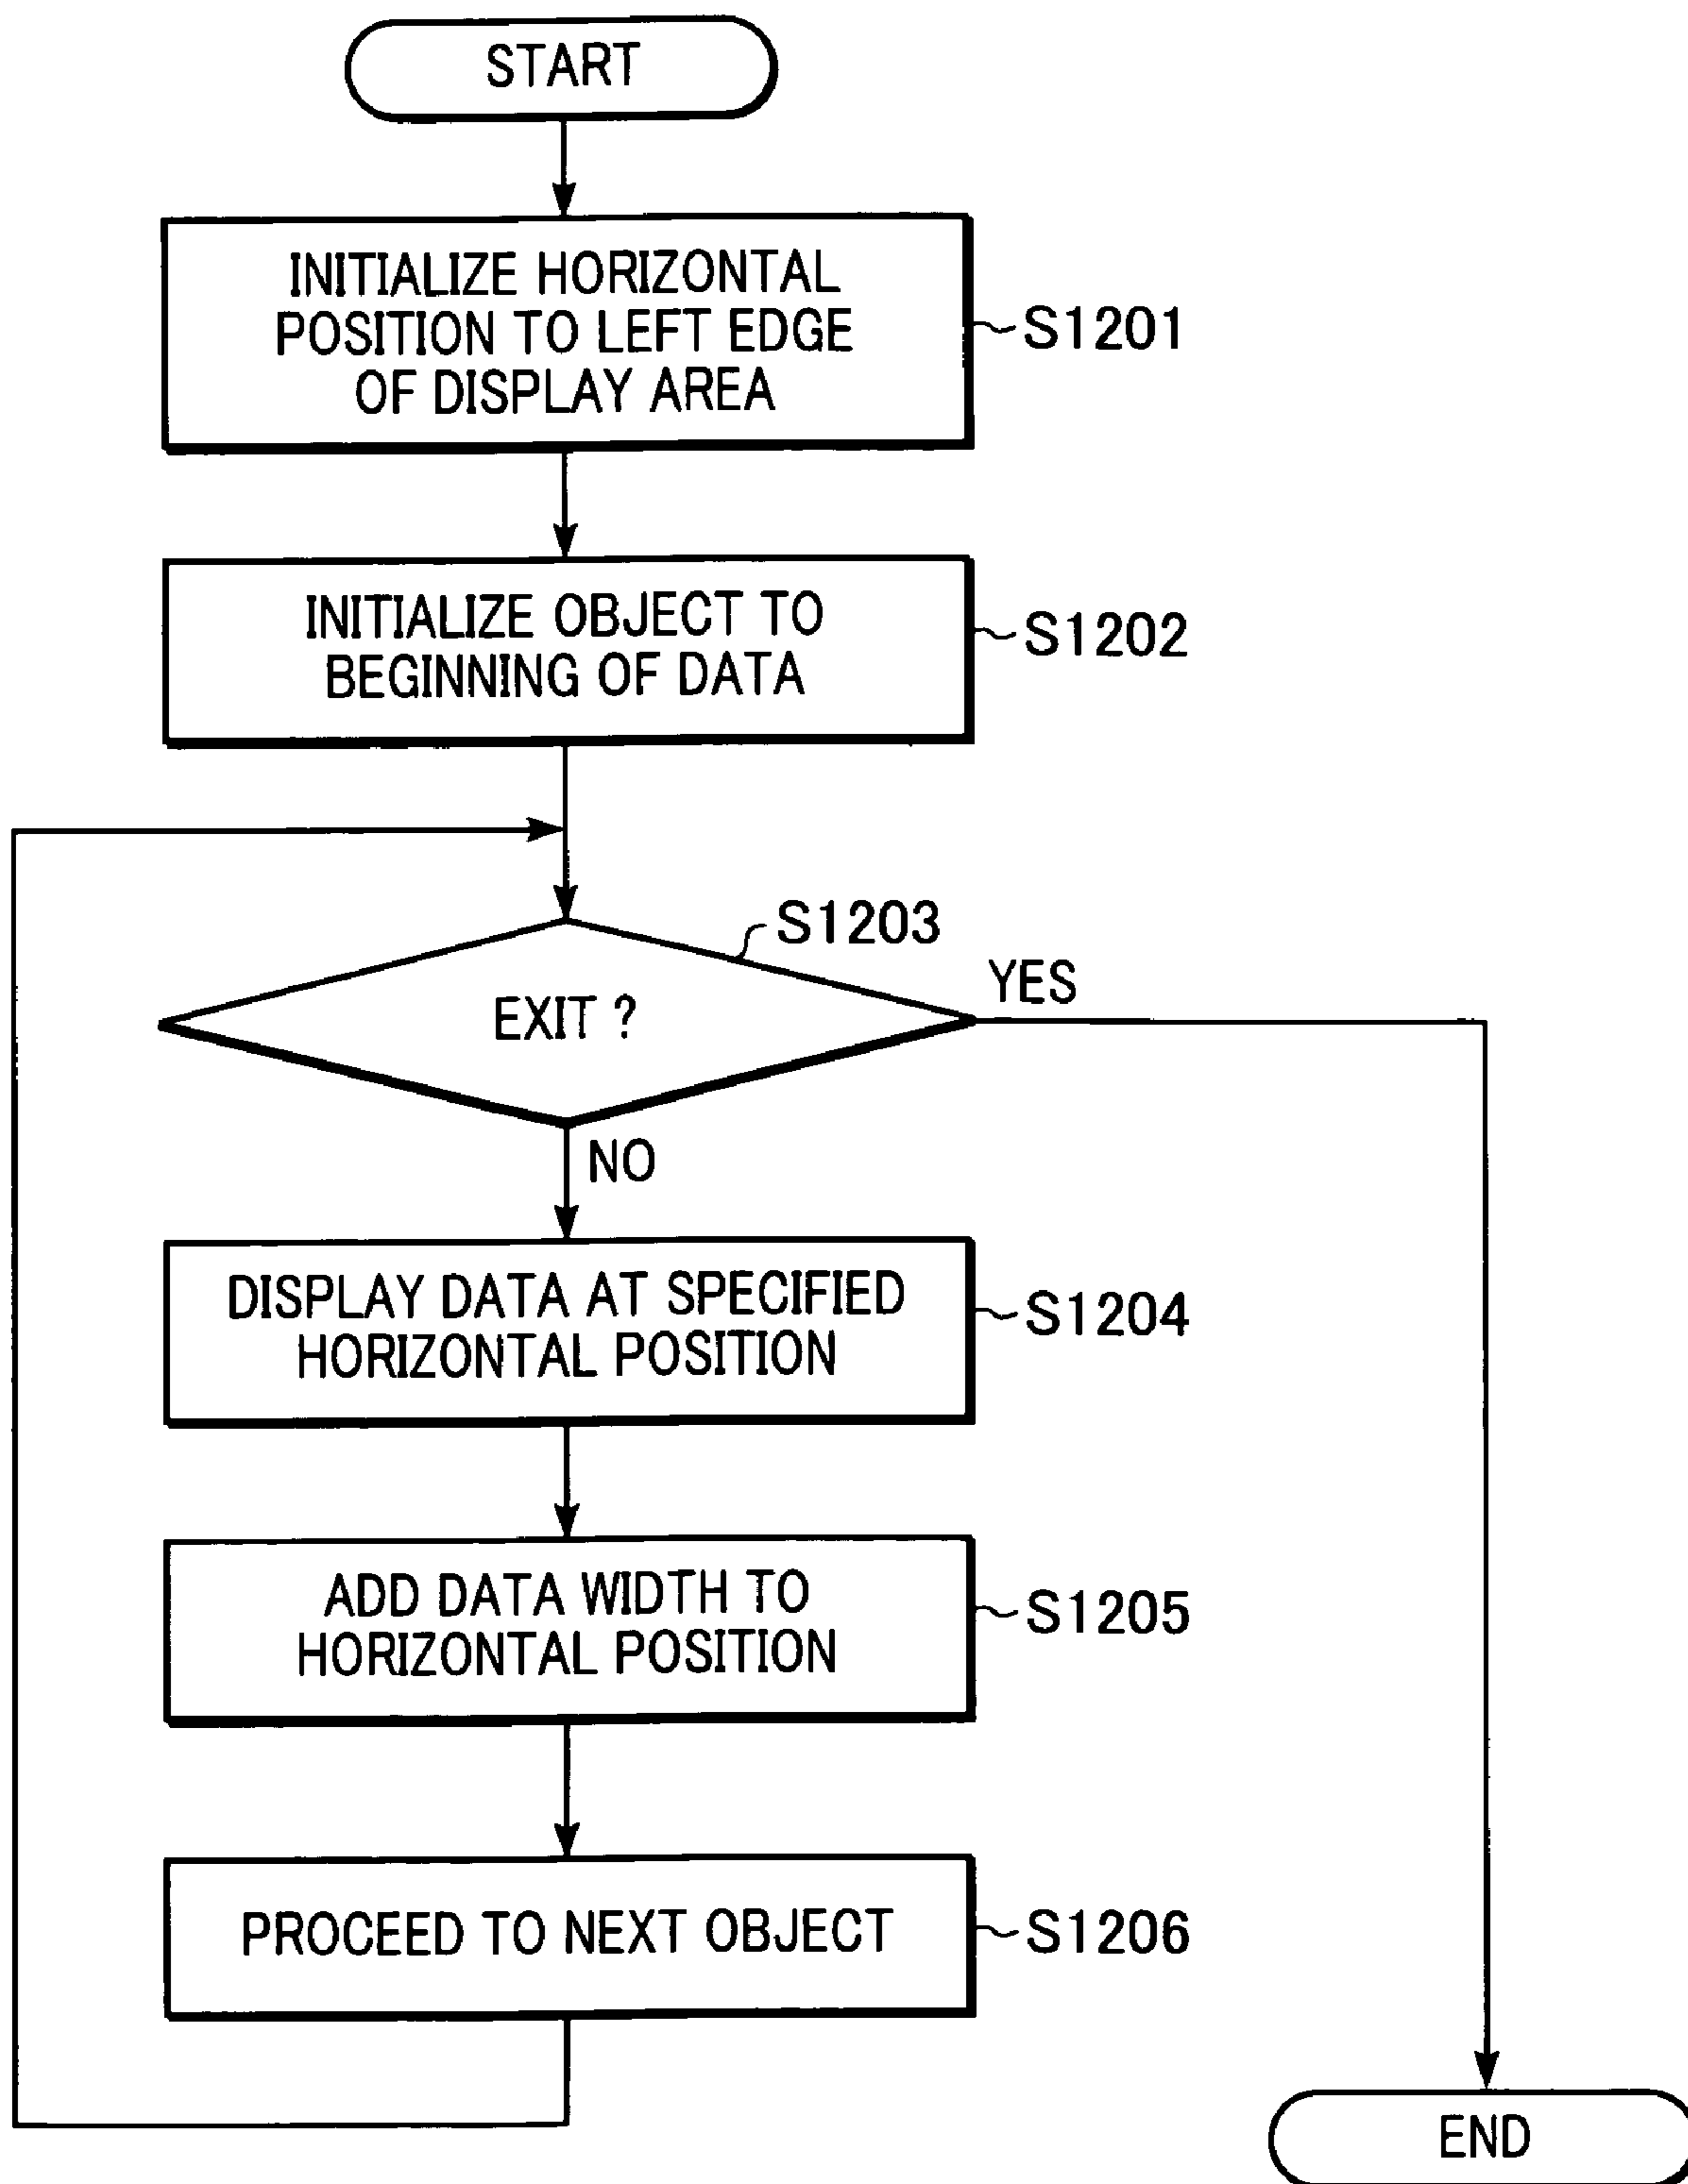 START
INITIALIZE HORIZONTAL
POSITION TO LEFT EDGE
OF DISPLAY AREA
S1201
INITIALIZE OBJECT TO
BEGINNING OF DATA
S1202
S1203
EXIT ?
YES
NO
DISPLAY DATA AT SPECIFIED
HORIZONTAL POSITION
S1204
ADD DATA WIDTH TO
HORIZONTAL POSITION
S1205
PROCEED TO NEXT OBJECT
S1206
END